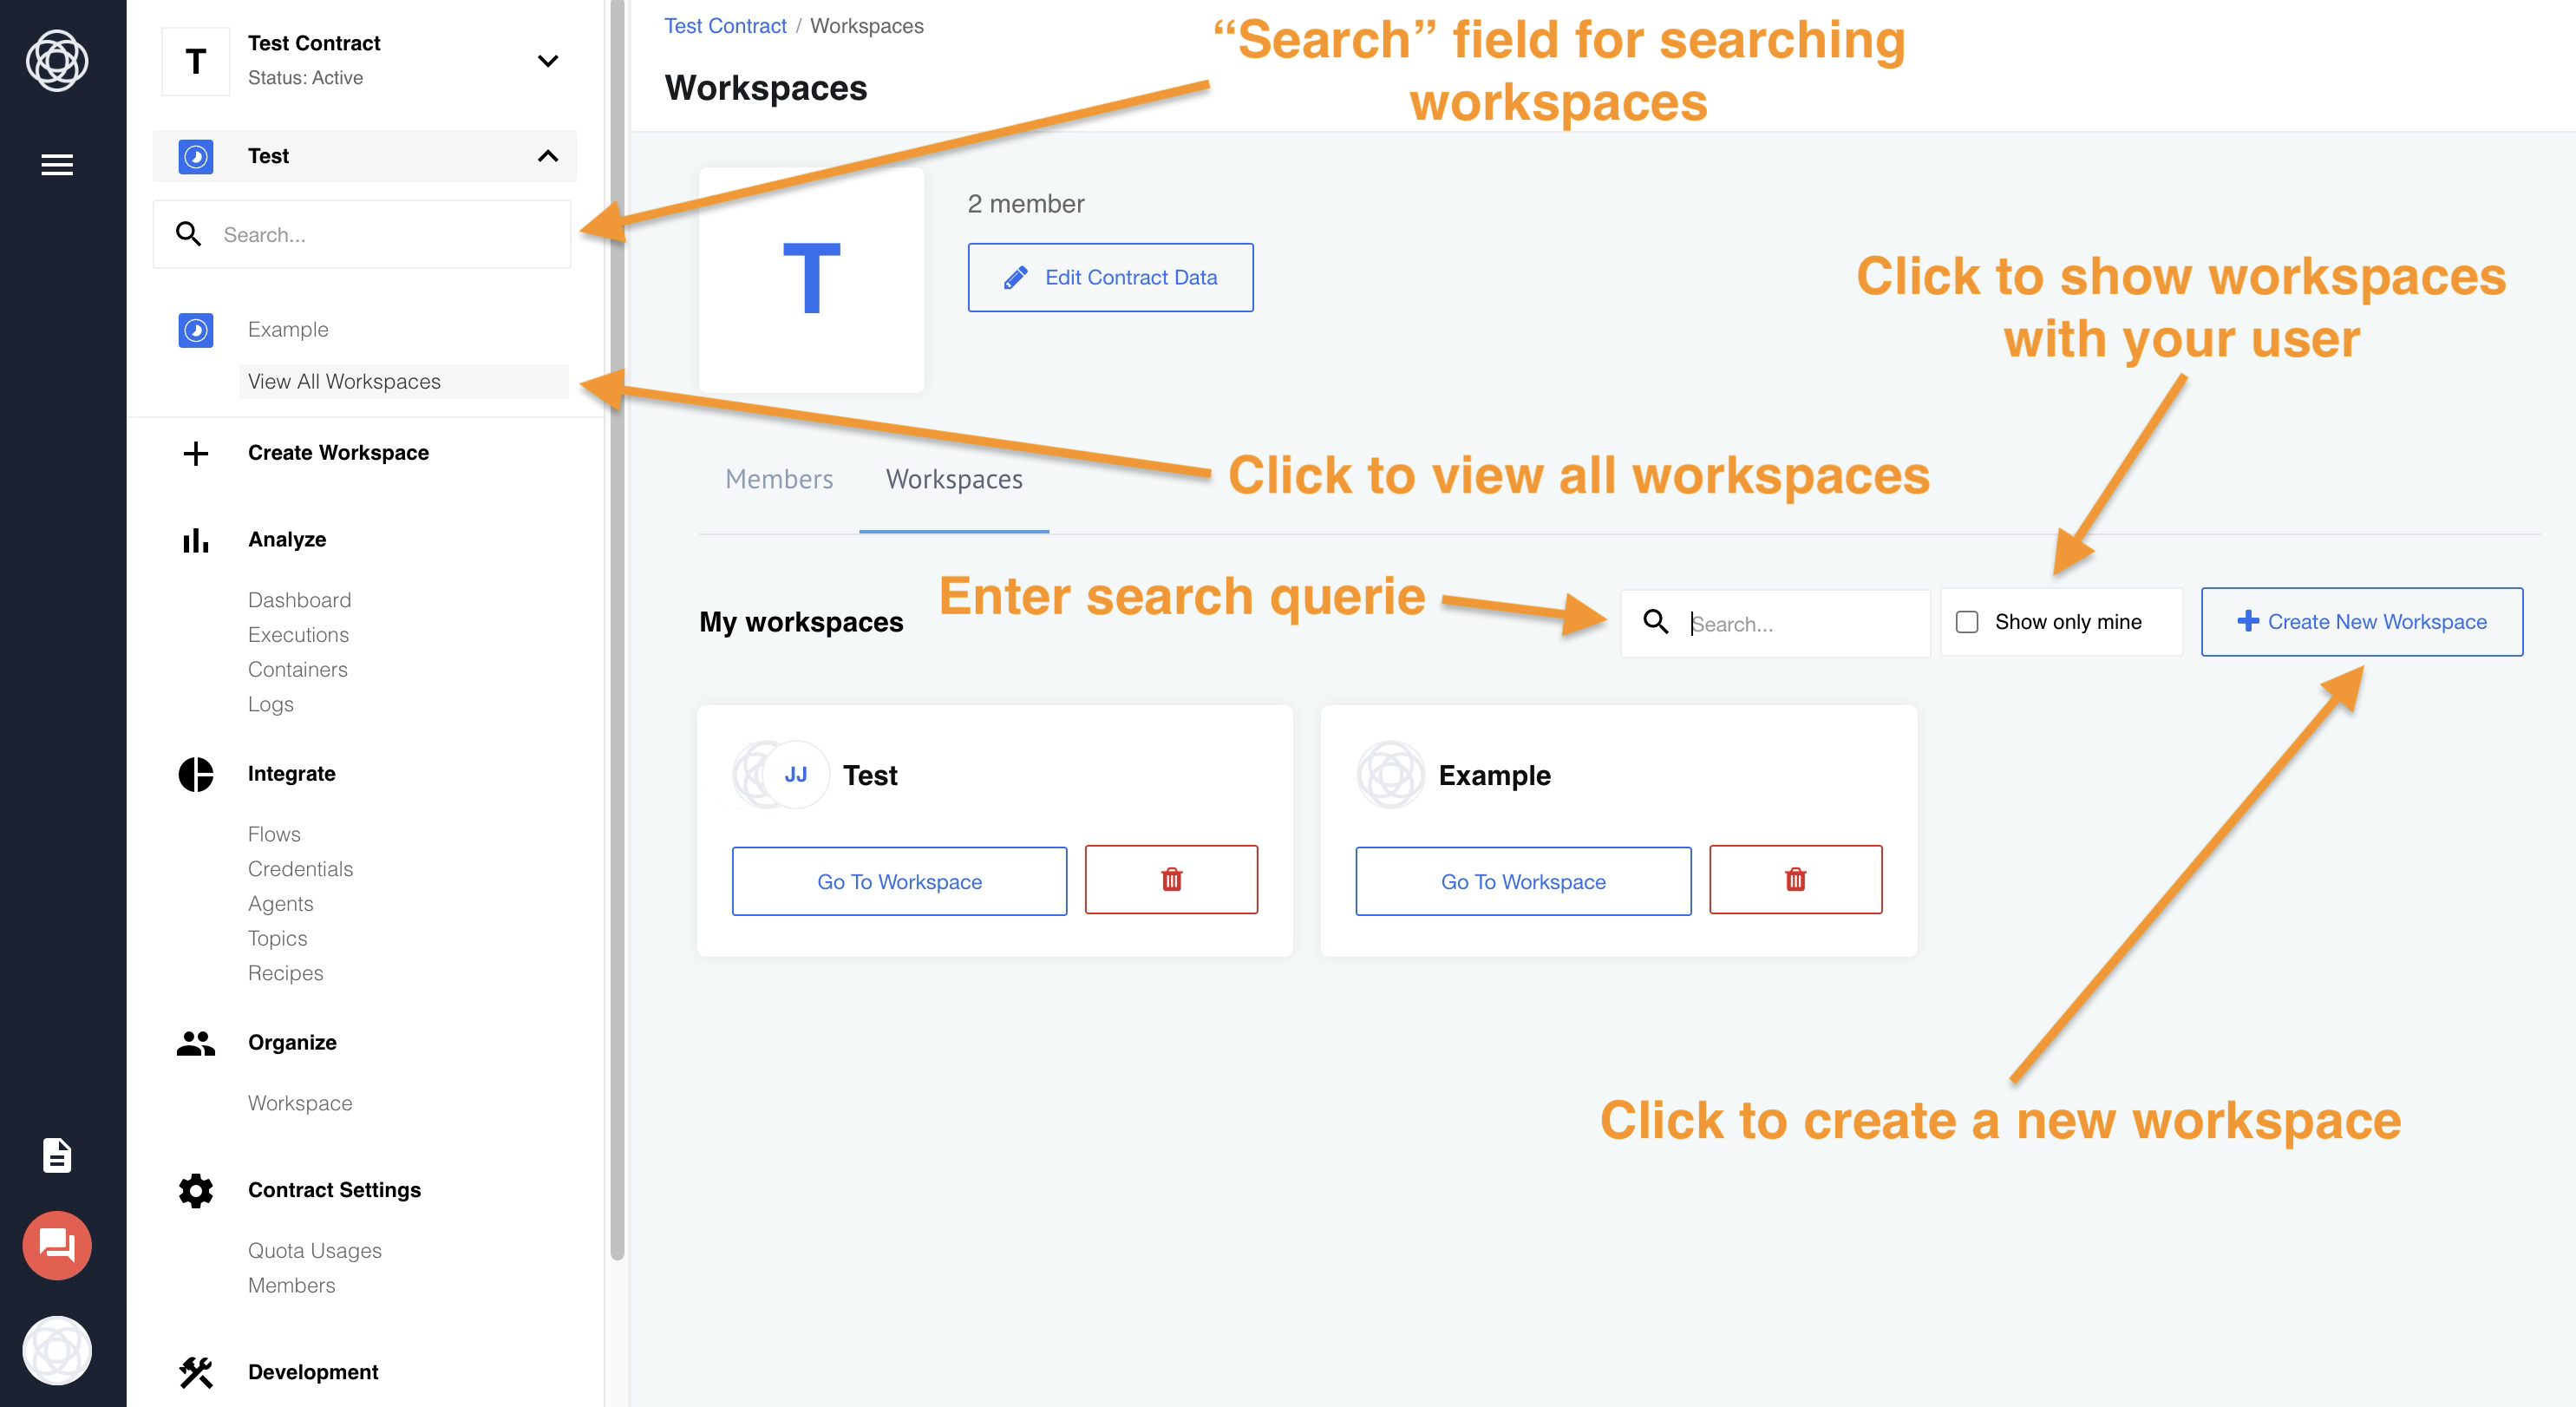 T
Test Contract
Status: Active
Test
Search...
Example
View All Workspaces
Create Workspace
Analyze
Dashboard
Executions
Containers
Logs
Integrate
Flows
Credentials
Agents
Topics
Recipes
Organize
Workspace
Contract Settings
Quota Usages
Members
Development
Test Contract / Workspaces
Workspaces
“Search” field for searching
workspaces
T
2 member
Edit Contract Data
Click to show workspaces
with your user
Members
Workspaces
Click to view all workspaces
My workspaces
Enter search querie
Search...
Show only mine
Create New Workspace
JJ
Test
Go To Workspace
Example
Go To Workspace
Click to create a new workspace